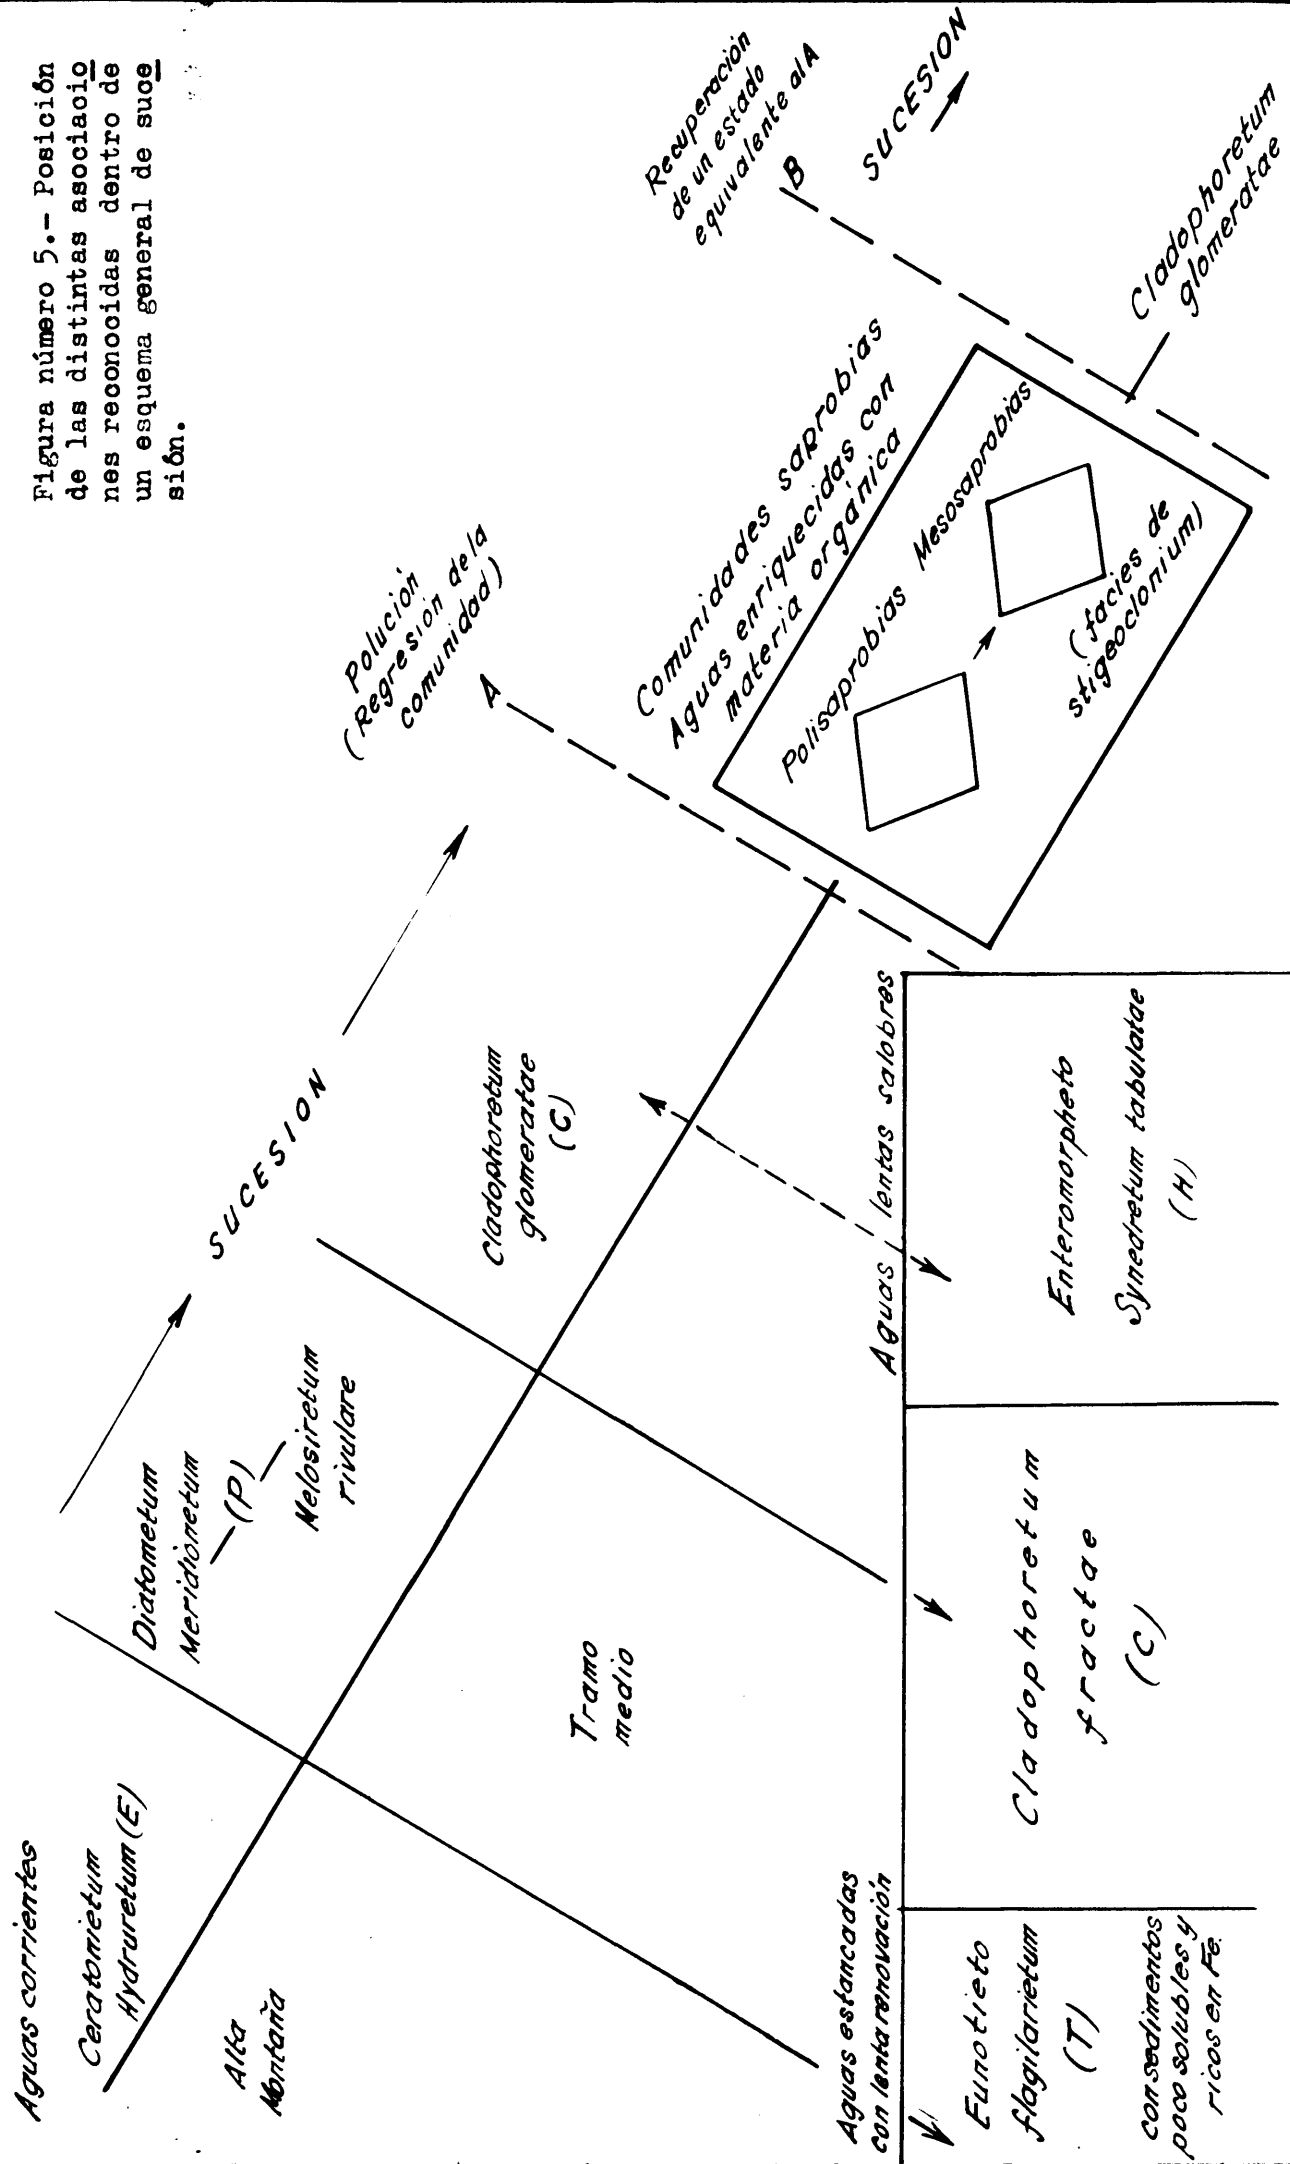 Figura número 5.- Posición
de las distintas asociacio
nes reconocidas dentro de
un esquema general de suce
sión.
Aguas corrientes
Ceratonietum
Hydruretum (E)
Alta
Montaña
Diatometum
Meridionetum
(P)
Melosiretum
rivulare
SUCESION
Tramo
medio
Cladophoretum
glomeratae
(C)
Polución
(Regresión de la
comunidad)
A
Comunidades saprobias
Aguas enriquecidas con
materia orgánica
Polisaprobias Mesosaprobias
(facies de
stigeoclonium)
Recuperación
de un estado
equivalente al A
B
SUCESION
Cladophoretum
glomeratae
Aguas estancadas
con lenta renovación
Eunotieto
flagilarietum
(T)
con sedimentos
poco solubles y
ricos en Fe.
Cladophoretum
fractae
(C)
Aguas lentas salobres
Enteromorpheto
Synedretum tabulatae
(H)